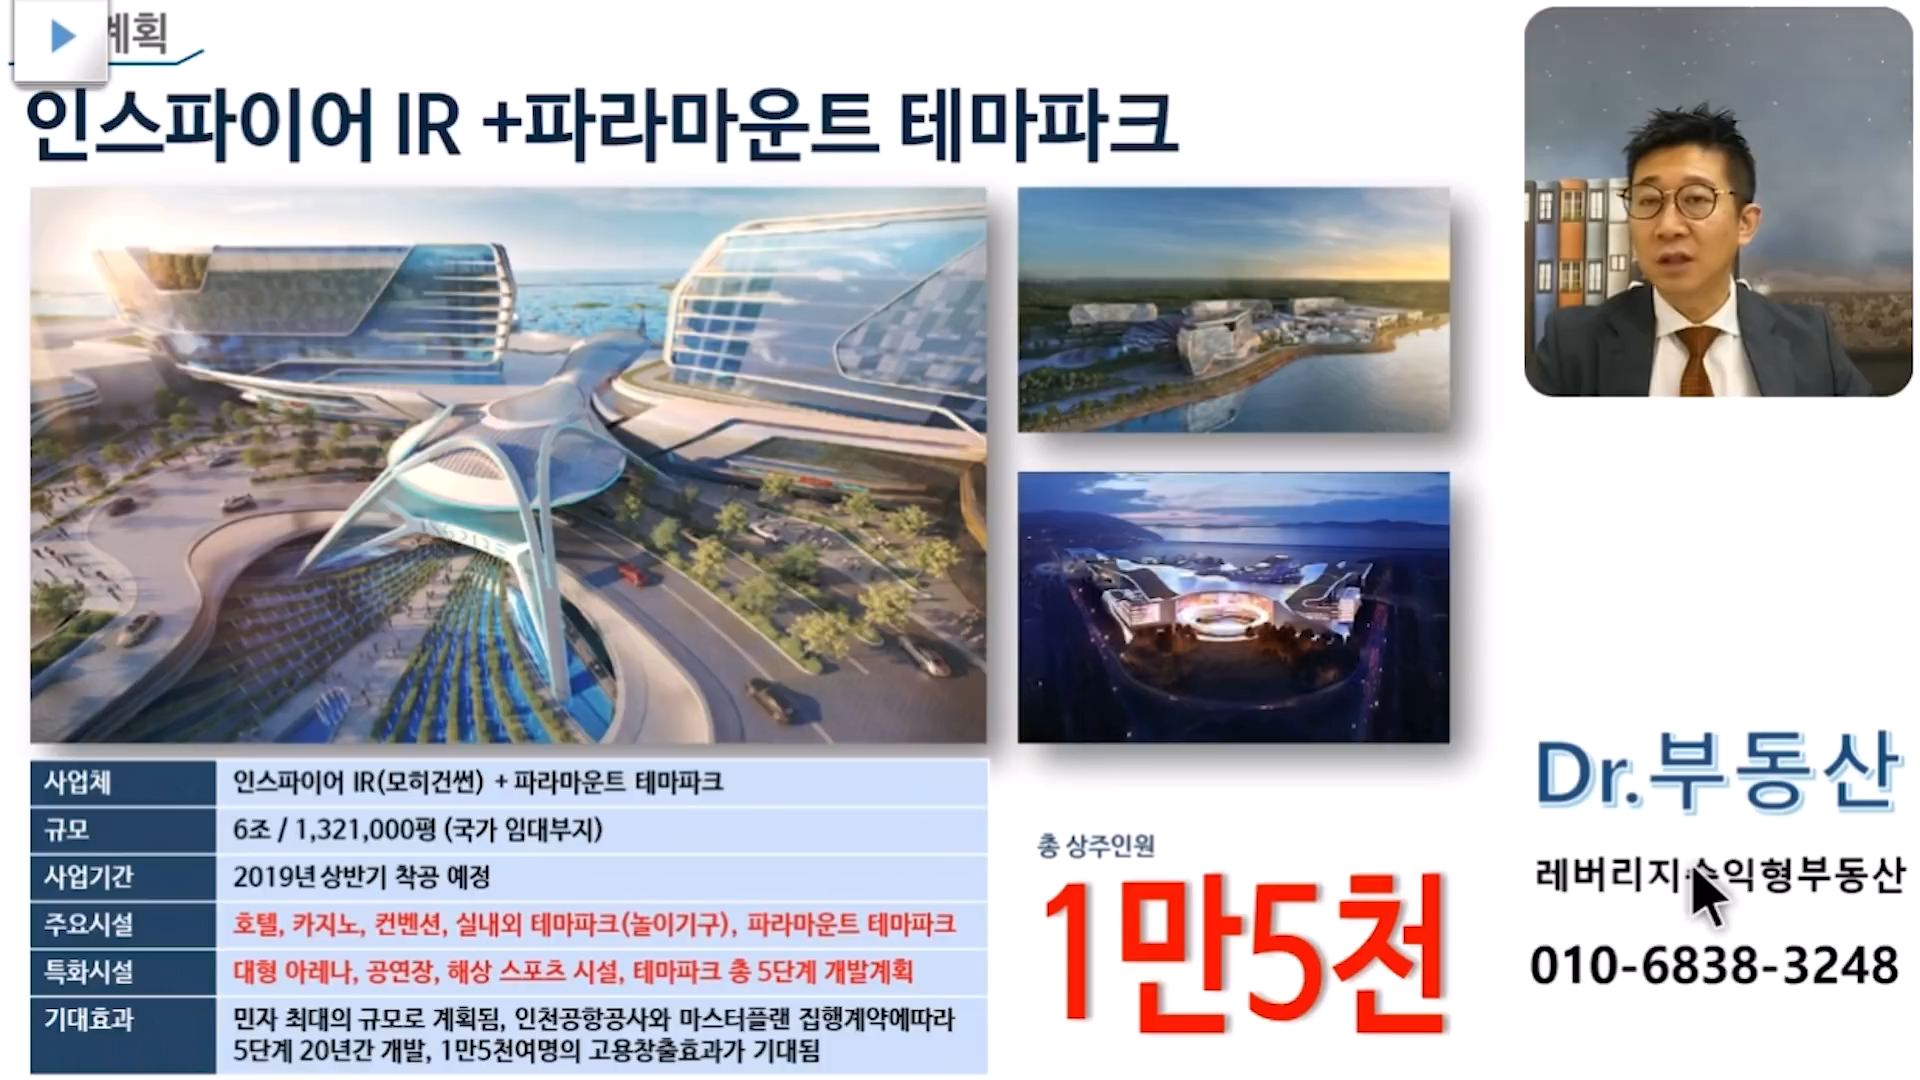 계획
인스파이어 IR +파라마운트 테마파크
사업체 인스파이어 IR(모히건썬) + 파라마운트 테마파크
규모 6조 / 1,321,000평 (국가 임대부지)
사업기간 2019년 상반기 착공 예정
주요시설 호텔, 카지노, 컨벤션, 실내외 테마파크(놀이기구), 파라마운트 테마파크
특화시설 대형 아레나, 공연장, 해상 스포츠 시설, 테마파크 총 5단계 개발계획
기대효과 민자 최대의 규모로 계획됨, 인천공항공사와 마스터플랜 집행계약에따라
5단계 20년간 개발, 1만5천여명의 고용창출효과가 기대됨
총 상주인원
1만5천
Dr.부동산
레버리지수익형부동산
010-6838-3248